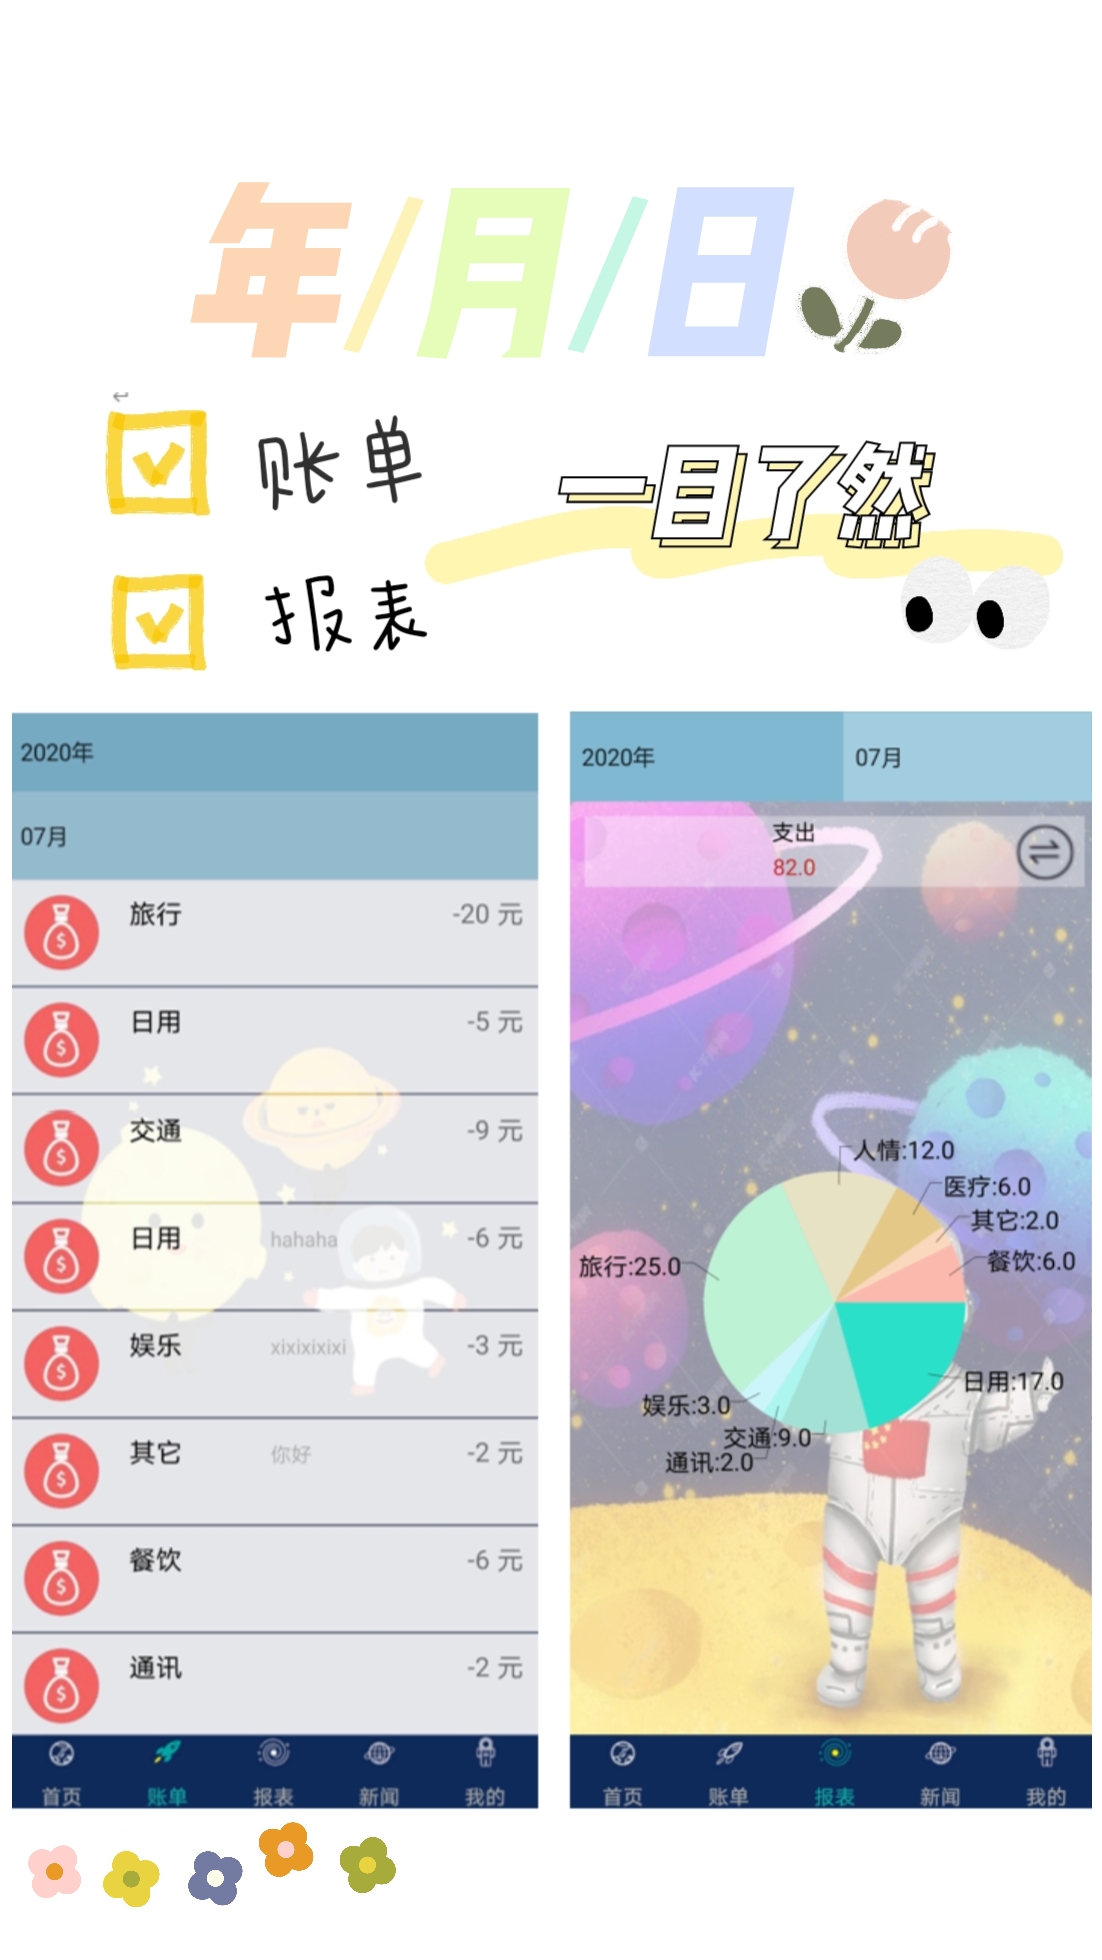 年/月/日
账单
一目了然
报表
2020年
07月
旅行 -20 元
日用 -5 元
交通 -9 元
日用 hahaha -6 元
娱乐 xixixixixi -3 元
其它 你好 -2 元
餐饮 -6 元
通讯 -2 元
首页 账单 报表 新闻 我的
2020年 07月
支出
82.0
人情:12.0
医疗:6.0
其它:2.0
餐饮:6.0
旅行:25.0
日用:17.0
娱乐:3.0
交通:9.0
通讯:2.0
首页 账单 报表 新闻 我的